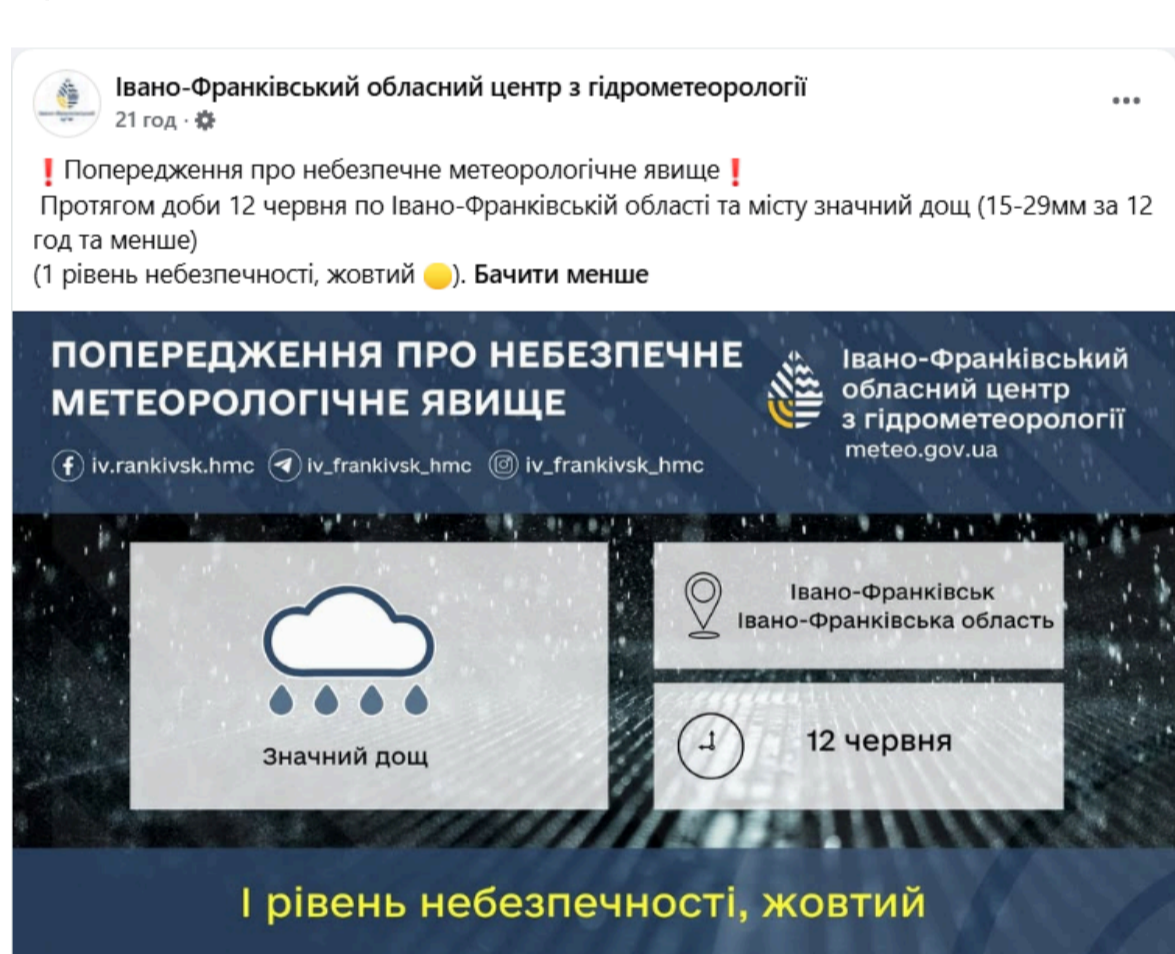 Івано-Франківський обласний центр з гідрометеорології
21 год ·
❗Попередження про небезпечне метеорологічне явище❗
Протягом доби 12 червня по Івано-Франківській області та місту значний дощ (15-29мм за 12
год та менше)
(1 рівень небезпечності, жовтий 🟡). Бачити менше
ПОПЕРЕДЖЕННЯ ПРО НЕБЕЗПЕЧНЕ
МЕТЕОРОЛОГІЧНЕ ЯВИЩЕ
iv.rankivsk.hmc iv_frankivsk_hmc iv_frankivsk_hmc
Івано-Франківський
обласний центр
з гідрометеорології
meteo.gov.ua
Значний дощ
Івано-Франківськ
Івано-Франківська область
12 червня
І рівень небезпечності, жовтий